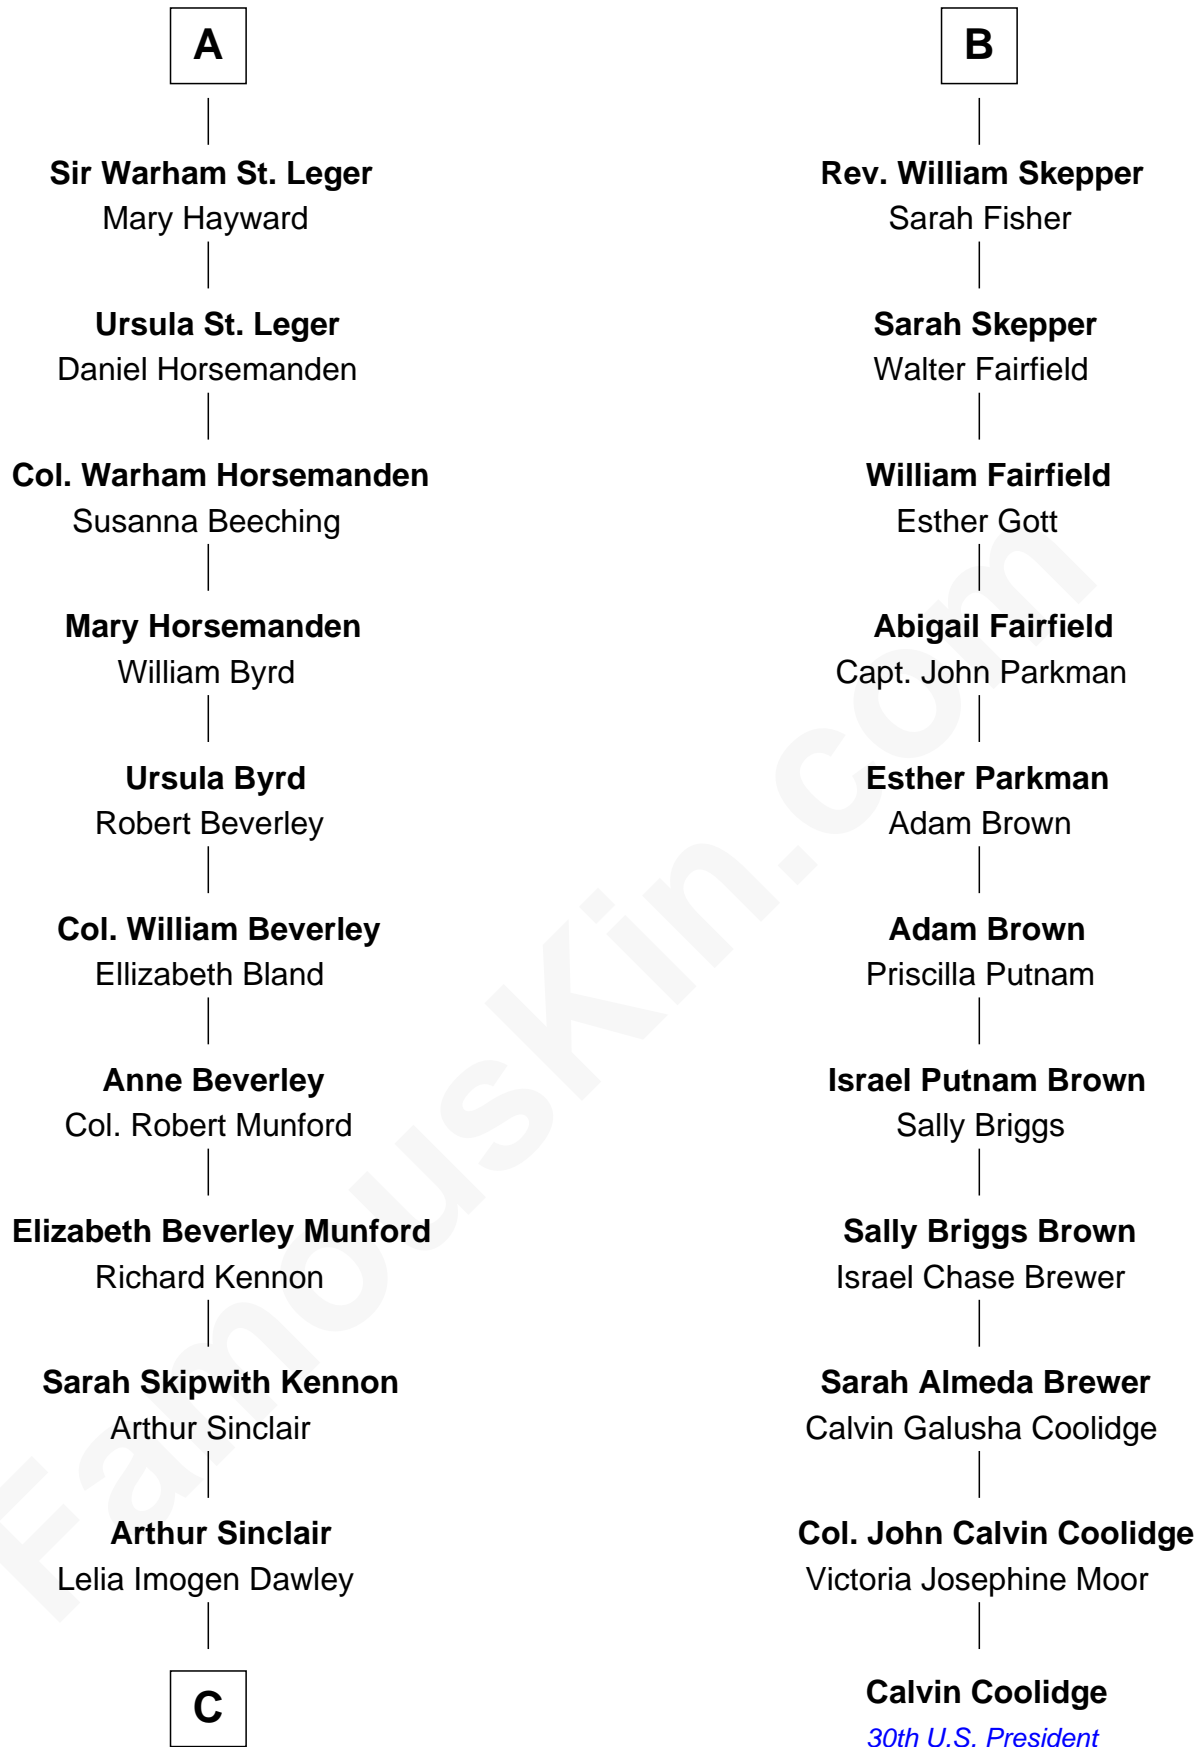 A
Sir Warham St. Leger
Mary Hayward
Ursula St. Leger
Daniel Horsemanden
Col. Warham Horsemanden
Susanna Beeching
Mary Horsemanden
William Byrd
Ursula Byrd
Robert Beverley
Col. William Beverley
Ellizabeth Bland
Anne Beverley
Col. Robert Munford
Elizabeth Beverley Munford
Richard Kennon
Sarah Skipwith Kennon
Arthur Sinclair
Arthur Sinclair
Lelia Imogen Dawley
C
B
Rev. William Skepper
Sarah Fisher
Sarah Skepper
Walter Fairfield
William Fairfield
Esther Gott
Abigail Fairfield
Capt. John Parkman
Esther Parkman
Adam Brown
Adam Brown
Priscilla Putnam
Israel Putnam Brown
Sally Briggs
Sally Briggs Brown
Israel Chase Brewer
Sarah Almeda Brewer
Calvin Galusha Coolidge
Col. John Calvin Coolidge
Victoria Josephine Moor
Calvin Coolidge
30th U.S. President
FamousKin.com